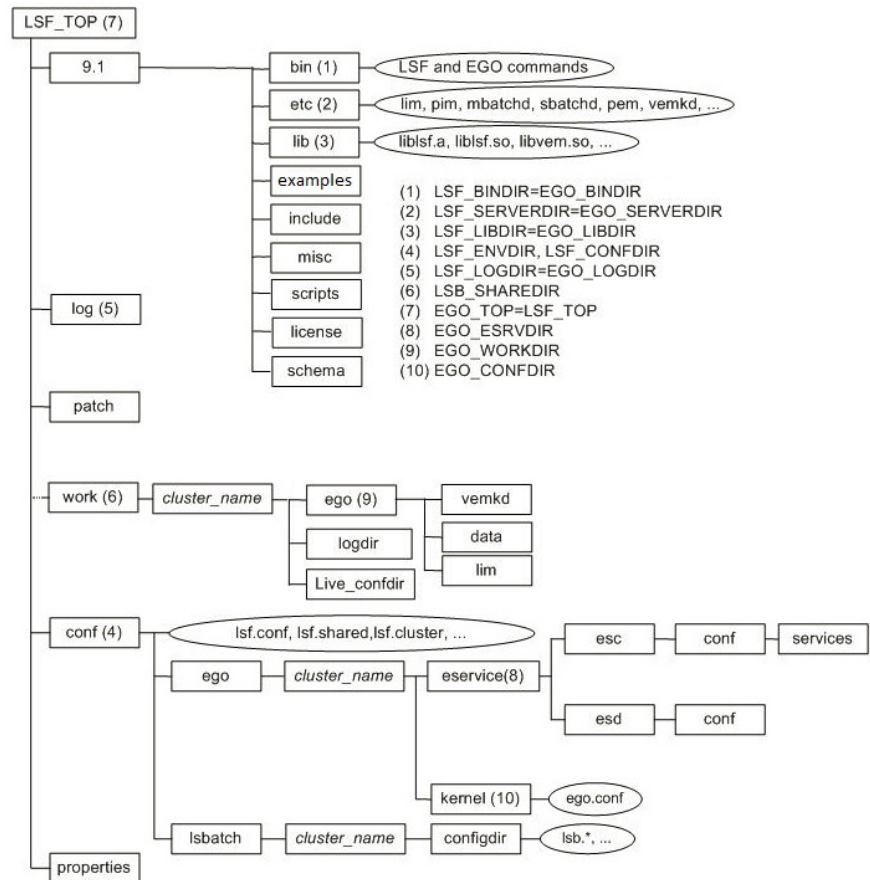 LSF_TOP (7)
9.1
bin (1)
LSF and EGO commands
etc (2)
lim, pim, mbatchd, sbatchd, pem, vemkd, ...
lib (3)
liblsf.a, liblsf.so, libvem.so, ...
examples
include
misc
scripts
license
schema
(1) LSF_BINDIR=EGO_BINDIR
(2) LSF_SERVERDIR=EGO_SERVERDIR
(3) LSF_LIBDIR=EGO_LIBDIR
(4) LSF_ENVDIR, LSF_CONFDIR
(5) LSF_LOGDIR=EGO_LOGDIR
(6) LSB_SHAREDIR
(7) EGO_TOP=LSF_TOP
(8) EGO_ESRVDIR
(9) EGO_WORKDIR
(10) EGO_CONFDIR
log (5)
patch
work (6)
cluster_name
ego (9)
vemkd
data
lim
logdir
Live_confdir
conf (4)
lsf.conf, lsf.shared,lsf.cluster, ...
ego
cluster_name
eservice(8)
esc
conf
services
esd
conf
kernel (10)
ego.conf
lsbatch
cluster_name
configdir
lsb.*, ...
properties